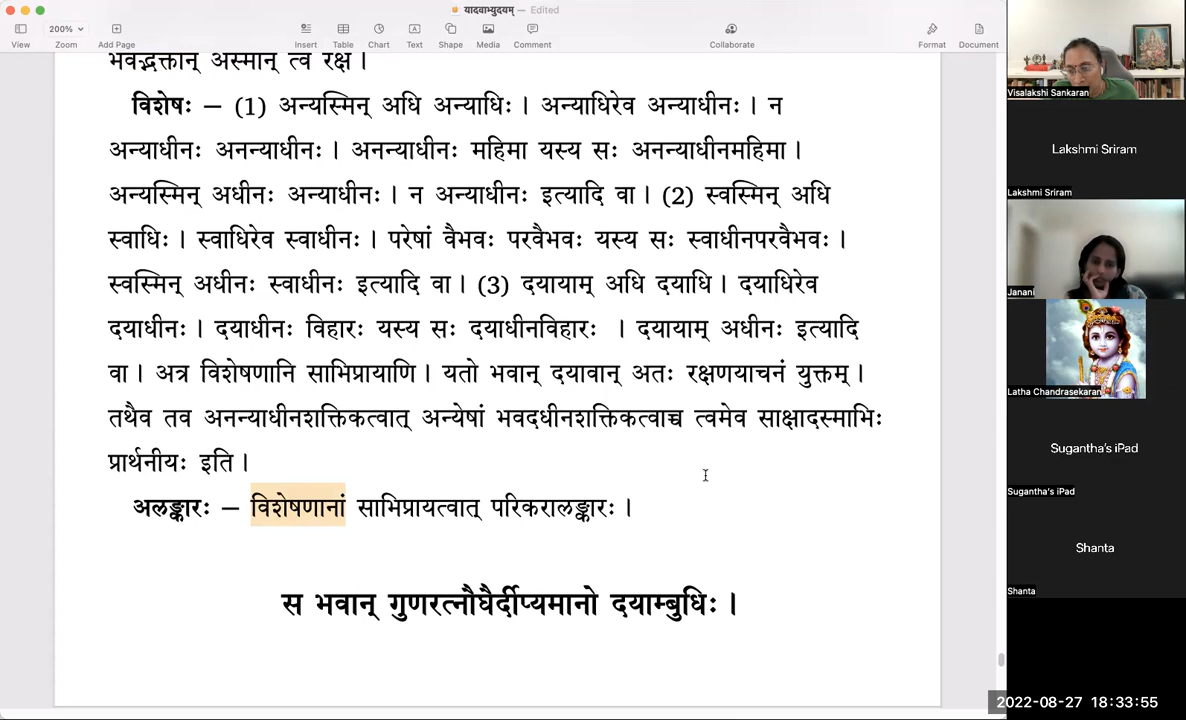 यादवाभ्युदयम् — Edited
200%
View
Zoom
Add Page
Insert
Table
Chart
Text
Shape
Media
Comment
Collaborate
Format
Document
भवद्भक्तान् अस्मान् त्वं रक्ष ।
विशेषः – (1) अन्यस्मिन् अधि अन्याधिः । अन्याधिरेव अन्याधीनः । न
अन्याधीनः अनन्याधीनः । अनन्याधीनः महिमा यस्य सः अनन्याधीनमहिमा ।
अन्यस्मिन् अधीनः अन्याधीनः । न अन्याधीनः इत्यादि वा । (2) स्वस्मिन् अधि
स्वाधिः । स्वाधिरेव स्वाधीनः । परेषां वैभवः परवैभवः यस्य सः स्वाधीनपरवैभवः ।
स्वस्मिन् अधीनः स्वाधीनः इत्यादि वा । (3) दयायाम् अधि दयाधि । दयाधिरेव
दयाधीनः । दयाधीनः विहारः यस्य सः दयाधीनविहारः । दयायाम् अधीनः इत्यादि
वा । अत्र विशेषणानि साभिप्रायाणि । यतो भवान् दयावान् अतः रक्षणयाचनं युक्तम् ।
तथैव तव अनन्याधीनशक्तिकत्वात् अन्येषां भवदधीनशक्तिकत्वाच्च त्वमेव साक्षादस्माभिः
प्रार्थनीयः इति ।
अलङ्कारः – विशेषणानां साभिप्रायत्वात् परिकरालङ्कारः ।
स भवान् गुणरत्नौघैर्दीप्यमानो दयाम्बुधिः ।
Visalakshi Sankaran
Lakshmi Sriram
Lakshmi Sriram
Janani
Latha Chandrasekaran
Sugantha's iPad
Sugantha's iPad
Shanta
Shanta
2022-08-27 18:33:55